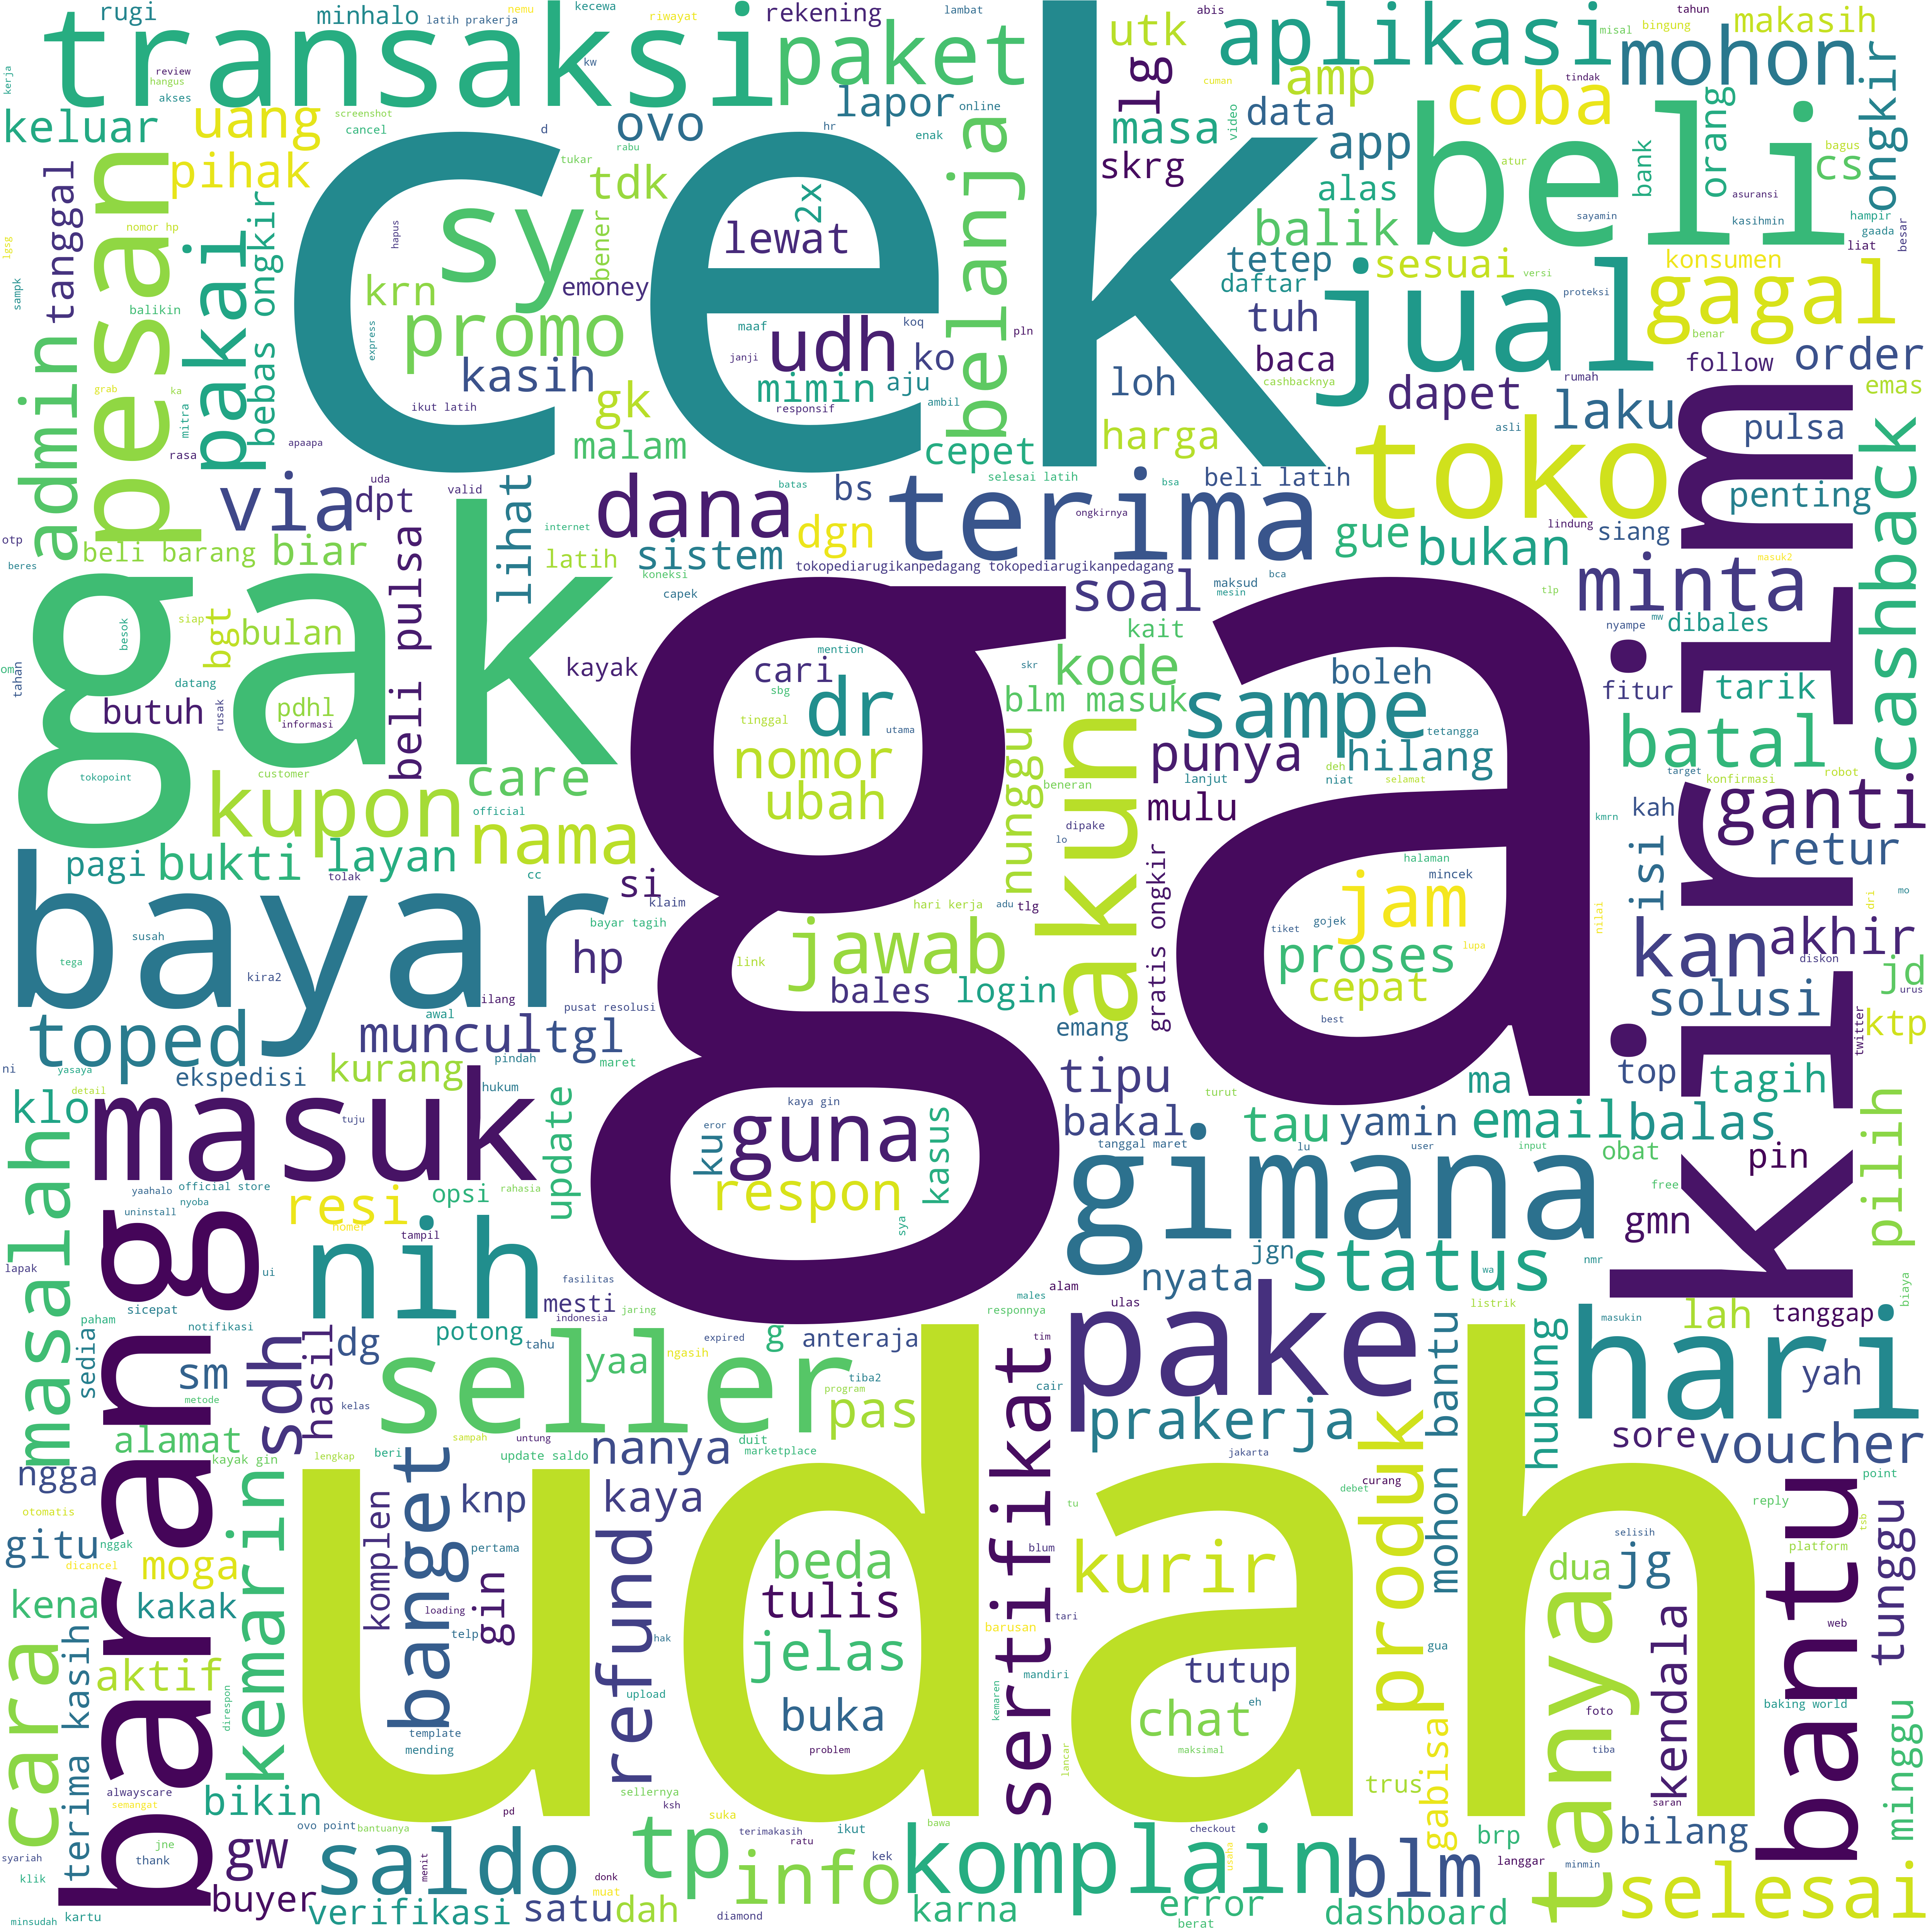 rugi
minhalo
latih prakerja
nemu
kecewa
riwayat
rekening
lambat
abis
utk
aplikasi
misal
bingung
tahun
makasih
transaksi
paket
mohon
kerja
review
hangus
akses
kw
lapor
online
slg
amp
cuman
tindak
coba
ongkir
keluar
uang
screenshot
cancel
ovo
d
hr
enak
masa
video
data
app
beli
atur
orang
bank
bagus
cs
pihak
tukar
rabu
tdk
cek
belanja
skrg
alas
asuransi
hampir
tanggal
pesan
pakai
bebas ongkir
nomor hp
lgsg
sampk
balikin
sy
hapus
bener
2x
lewat
balik
sayamin
kasihmin
gaada
liat
besar
krn
emoney
promo
express
maaf
koq
udh
ko
janji
pln
tetep
daftar
tuh
sesuai
versi
proteksi
konsumen
gagal
benar
jual
kasih
gk
mimin
aju
responsif
ambil
loh
baca
cashbacknya
dapet
rumah
follow
order
emas
admin
grab
ka
mitra
rasa
apaapa
ikut latih
malam
cepet
harga
asli
laku
pulsa
cashback
via
dpt
uda
valid
lihat
batas
dana
bs
selesai latih
terima
beli latih
bsa
ongkirnya
toko
penting
otp
beres
beli barang
biar
internet
latih
sistem
dgn
gue
bukan
lindung
siang
masuk2
kirim
tokopediarugikanpedagang tokopediarugikanpedagang
koneksi
capek
soal
maksud
mesin
bca
tlp
minta
nyampe
mw
dibales
gak
besok
siap
bgt
bulan
beli pulsa
kayak
mention
cari
sbg
skr
kait
kode
boleh
fitur
tarik
om
tahan
datang
butuh
rusak
pdhl
informasi
dr
tinggal
utama
blm masuk
sampe
tetangga
batal
tokopoint
customer
care
nomor
ubah
nunggu
beneran
akun
punya
hilang
lanjut
deh
niat
selamat
target
konfirmasi
robot
kupon
official
nama
dipake
lo
mulu
kmrn
kah
ganti
pagi
bukti
layan
tolak
cc
si
klaim
ga
halaman
mincek
isi
retur
bayar
susah
tega
kira2
bayar tagih
hp
hari kerja
adu
tlg
jawab
link
gratis ongkir
jam
gojek
tiket
proses
lupa
nilai
kan
akhir
dri
mo
diskon
jd
urus
ilang
pusat resolusi
bales
login
cepat
best
solusi
toped
awal
muncul
tgl
emang
twitter
ktp
ni
yasaya
ekspedisi
kurang
pindah
maret
tipu
turut
ma
top
tagih
detail
klo
hukum
update
kaya gin
eror
bakal
tanggal maret
tau
lu
yamin
user
email
input
balas
masalah
masuk
tuju
ku
guna
kasus
obat
pin
pilih
yaahalo
official store
nyoba
uninstall
resi
nomer
opsi
rahasia
respon
sya
gimana
free
gmn
lapak
ui
tampil
nih
jgn
status
wa
nmr
nyata
sicepat
fasilitas
mesti
indonesia
jaring
males
responnya
alam
ulas
listrik
lah
biaya
tanggap
masukin
paham
sedia
notifikasi
sdh
hasil
dg
potong
tahu
yaa
ngasih
expired
g
anteraja
tim
pake
hari
barang
sm
metode
kelas
seller
tiba2
program
pas
sertifikat
cair
prakerja
produk
mohon bantu
hubung
yah
alamat
kayak gin
lengkap
sampah
untung
beri
update saldo
nanya
duit
marketplace
jakarta
sore
voucher
ngga
otomatis
kemarin
banget
knp
kaya
curang
debet
tu
reply
point
gitu
nggak
dicancel
moga
komplen
pertama
refund
beda
blum
kurir
dua
selisih
jg
platform
tsb
tunggu
bantu
kena
kakak
loading
gin
telp
tulis
hak
tari
barusan
gua
web
cara
terima kasih
aktif
direspon
udah
jelas
upload
kemaren
mandiri
tutup
eh
tanya
kendala
baking world
foto
template
mending
buka
problem
chat
maksimal
lancar
gabisa
tiba
minggu
alwayscare
semangat
bikin
sellernya
suka
trus
saran
ovo point
bantuanya
pd
ksh
terimakasih
ratu
ikut
bawa
checkout
brp
bilang
jne
thank
syariah
klik
gw
saldo
menit
donk
tp
info
kek
komplain
usaha
blm
langgar
minmin
selesai
minsudah
kartu
buyer
verifikasi
satu
muat
dah
diamond
karna
error
berat
dashboard